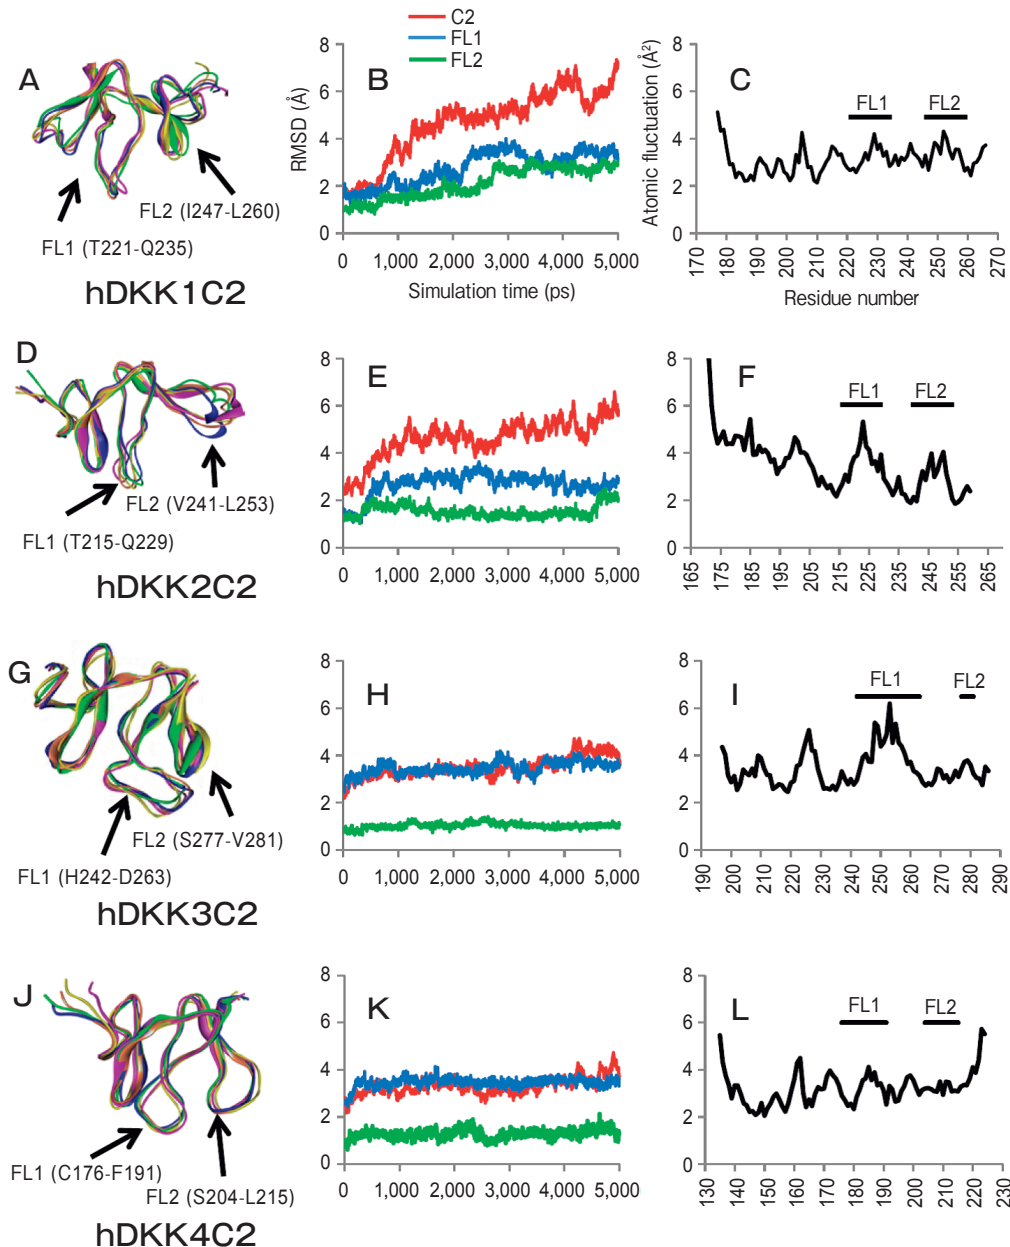 C2
FL1
FL2
A
FL2 (I247-L260)
FL1 (T221-Q235)
hDKK1C2
B
RMSD (Å)
8
6
4
2
0
0 1,000 2,000 3,000 4,000 5,000
Simulation time (ps)
C
Atomic fluctuation (Å²)
FL1 FL2
8
6
4
2
0
170 180 190 200 210 220 230 240 250 260 270
Residue number
D
FL2 (V241-L253)
FL1 (T215-Q229)
hDKK2C2
E
8
6
4
2
0
0 1,000 2,000 3,000 4,000 5,000
F
FL1 FL2
8
6
4
2
0
165 175 185 195 205 215 225 235 245 255 265
G
FL2 (S277-V281)
FL1 (H242-D263)
hDKK3C2
H
8
6
4
2
0
0 1,000 2,000 3,000 4,000 5,000
I
FL1 FL2
8
6
4
2
0
190 200 210 220 230 240 250 260 270 280 290
J
FL1 (C176-F191)
FL2 (S204-L215)
hDKK4C2
K
8
6
4
2
0
0 1,000 2,000 3,000 4,000 5,000
L
FL1 FL2
8
6
4
2
0
130 140 150 160 170 180 190 200 210 220 230